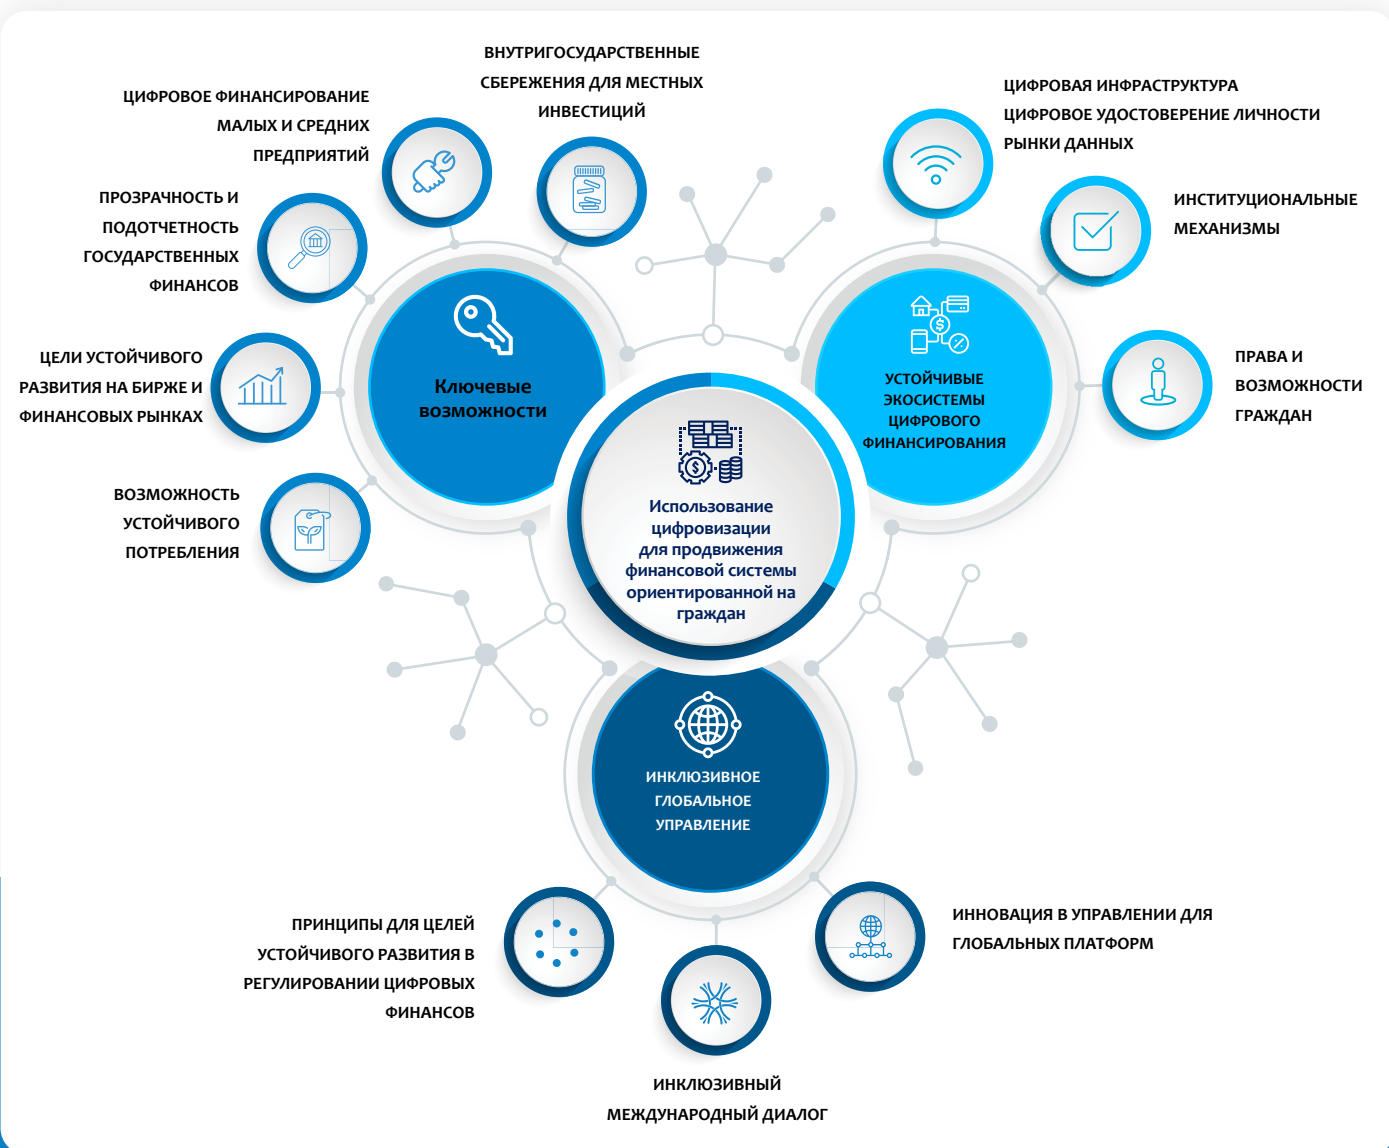 ВНУТРИГОСУДАРСТВЕННЫЕ
СБЕРЕЖЕНИЯ ДЛЯ МЕСТНЫХ
ИНВЕСТИЦИЙ
ЦИФРОВОЕ ФИНАНСИРОВАНИЕ
МАЛЫХ И СРЕДНИХ
ПРЕДПРИЯТИЙ
ПРОЗРАЧНОСТЬ И
ПОДОТЧЕТНОСТЬ
ГОСУДАРСТВЕННЫХ
ФИНАНСОВ
ЦЕЛИ УСТОЙЧИВОГО
РАЗВИТИЯ НА БИРЖЕ И
ФИНАНСОВЫХ РЫНКАХ
ВОЗМОЖНОСТЬ
УСТОЙЧИВОГО
ПОТРЕБЛЕНИЯ
Ключевые
возможности
ЦИФРОВАЯ ИНФРАСТРУКТУРА
ЦИФРОВОЕ УДОСТОВЕРЕНИЕ ЛИЧНОСТИ
РЫНКИ ДАННЫХ
ИНСТИТУЦИОНАЛЬНЫЕ
МЕХАНИЗМЫ
ПРАВА И
ВОЗМОЖНОСТИ
ГРАЖДАН
УСТОЙЧИВЫЕ
ЭКОСИСТЕМЫ
ЦИФРОВОГО
ФИНАНСИРОВАНИЯ
Использование
цифровизации
для продвижения
финансовой системы
ориентированной на
граждан
ИНКЛЮЗИВНОЕ
ГЛОБАЛЬНОЕ
УПРАВЛЕНИЕ
ПРИНЦИПЫ ДЛЯ ЦЕЛЕЙ
УСТОЙЧИВОГО РАЗВИТИЯ В
РЕГУЛИРОВАНИИ ЦИФРОВЫХ
ФИНАНСОВ
ИНКЛЮЗИВНЫЙ
МЕЖДУНАРОДНЫЙ ДИАЛОГ
ИННОВАЦИЯ В УПРАВЛЕНИИ ДЛЯ
ГЛОБАЛЬНЫХ ПЛАТФОРМ